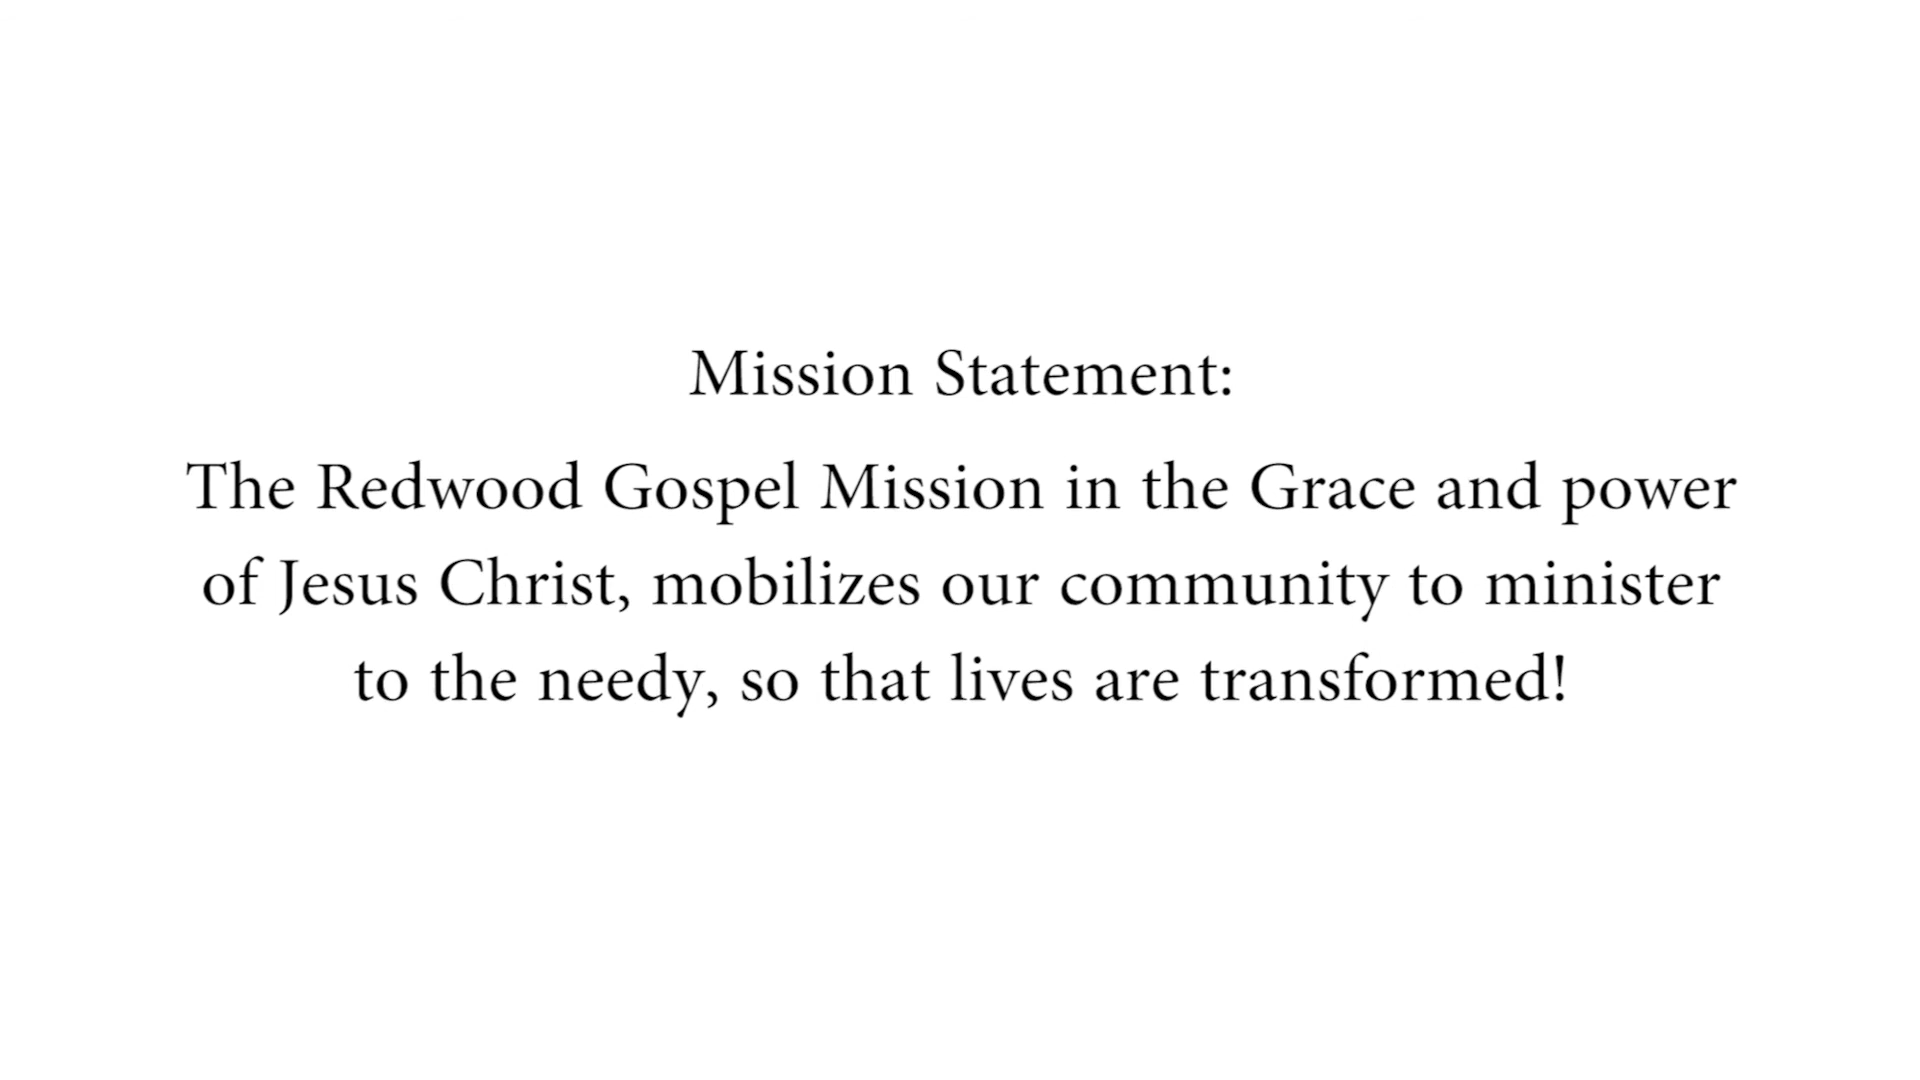 Mission Statement:
The Redwood Gospel Mission in the Grace and power
of Jesus Christ, mobilizes our community to minister
to the needy, so that lives are transformed!